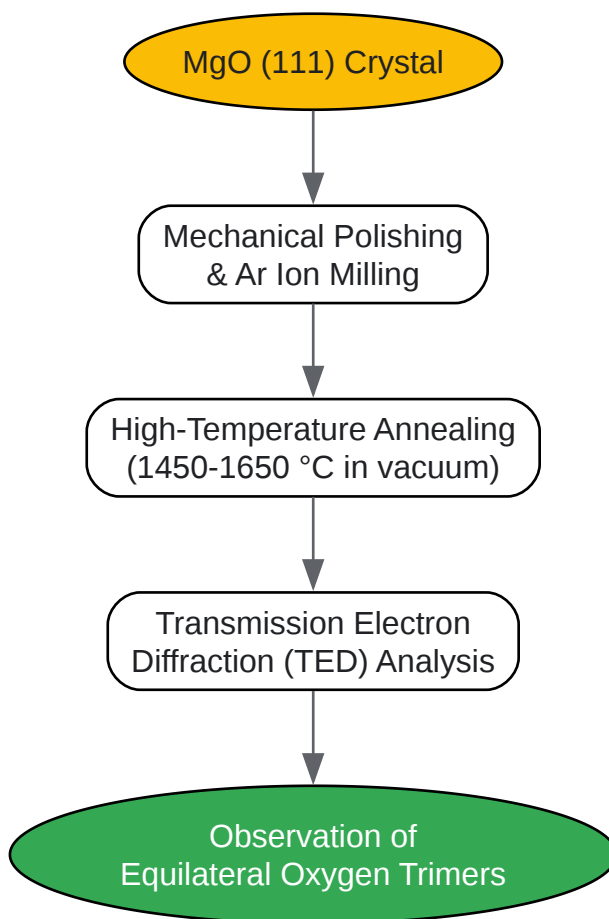 MgO (111) Crystal
Mechanical Polishing
& Ar Ion Milling
High-Temperature Annealing
(1450-1650 °C in vacuum)
Transmission Electron
Diffraction (TED) Analysis
Observation of
Equilateral Oxygen Trimers